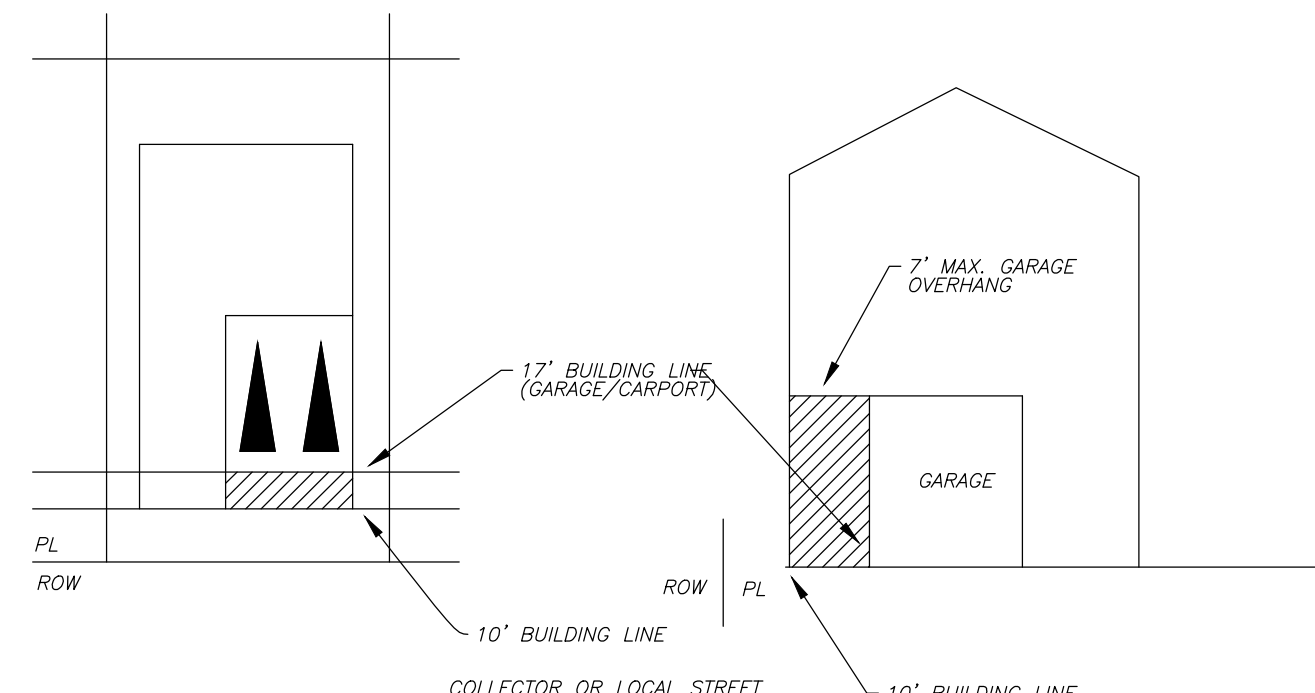 7' MAX. GARAGE
OVERHANG
17' BUILDING LINE
(GARAGE/CARPORT)
GARAGE
PL
ROW
ROW
PL
10' BUILDING LINE
COLLECTOR OR LOCAL STREET
10' BUILDING LINE